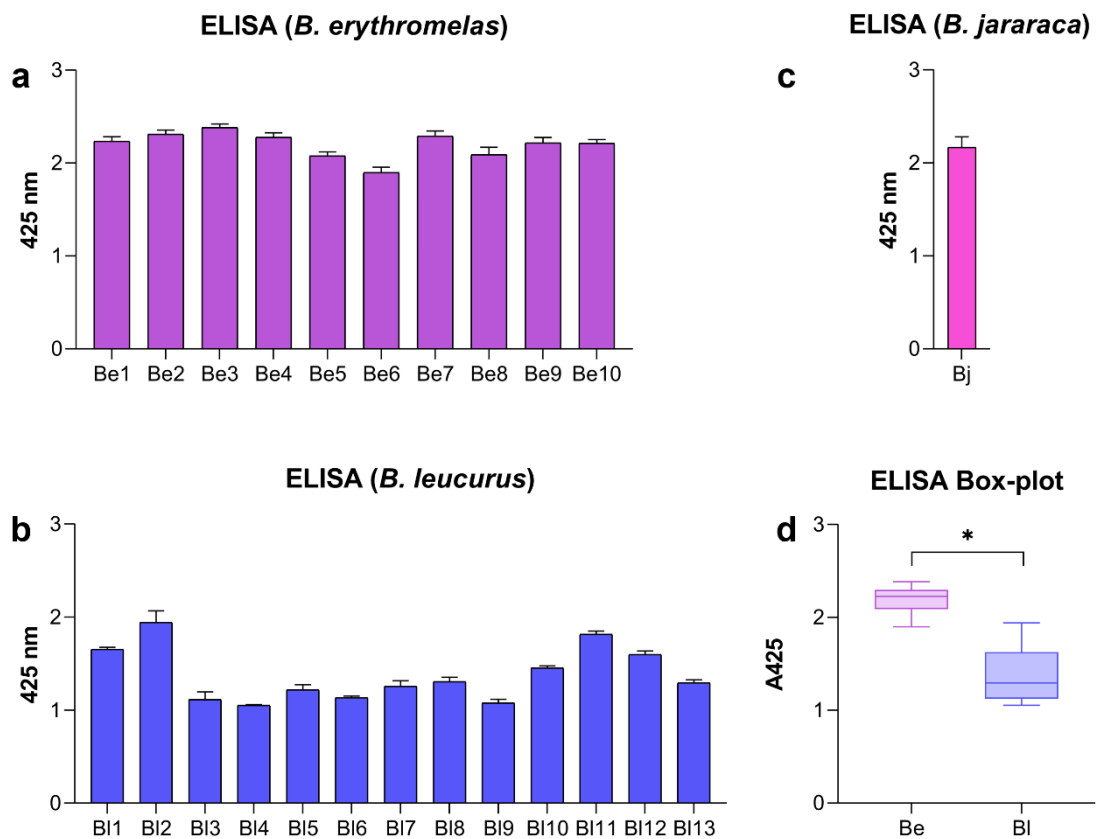 ELISA (B. erythromelas)
a
3
2
1
0
425 nm
Be1 Be2 Be3 Be4 Be5 Be6 Be7 Be8 Be9 Be10
ELISA (B. jararaca)
c
3
2
1
0
425 nm
Bj
ELISA (B. leucurus)
b
3
2
1
0
425 nm
Bl1 Bl2 Bl3 Bl4 Bl5 Bl6 Bl7 Bl8 Bl9 Bl10 Bl11 Bl12 Bl13
ELISA Box-plot
d
3
2
1
0
A425
*
Be Bl